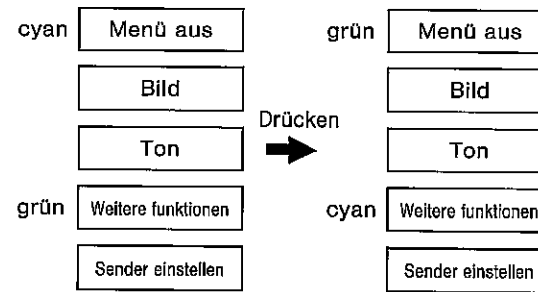 cyan Menü aus
Bild
Ton
grün Weitere funktionen
Sender einstellen
Drücken
grün Menü aus
Bild
Ton
cyan Weitere funktionen
Sender einstellen